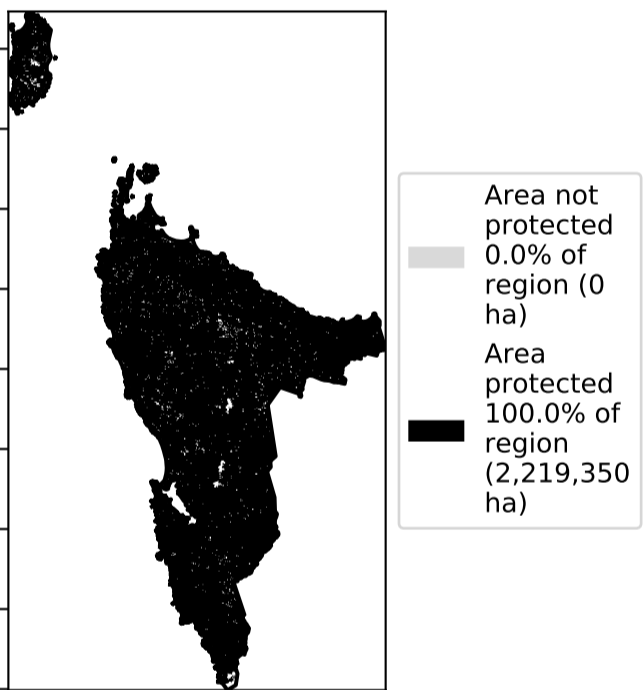 Area not
protected
0.0% of
region (0
ha)
Area
protected
100.0% of
region
(2,219,350
ha)